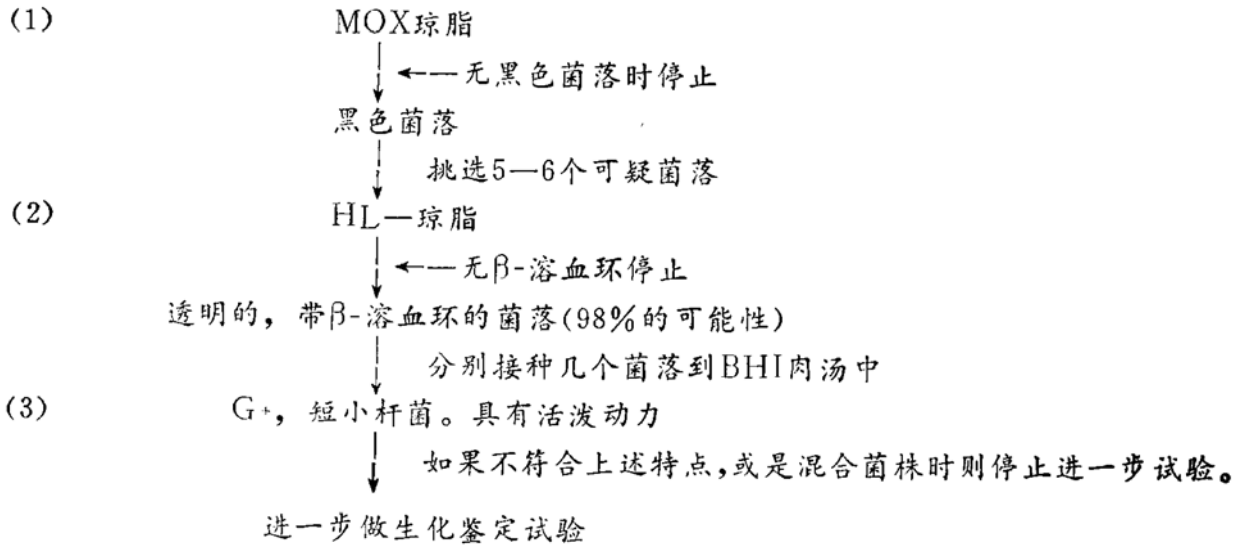 (1) MOX琼脂
←—无黑色菌落时停止
黑色菌落
挑选5—6个可疑菌落
(2) HL—琼脂
←—无β-溶血环停止
透明的，带β-溶血环的菌落(98%的可能性)
分别接种几个菌落到BHI肉汤中
(3) G+，短小杆菌。具有活泼动力
如果不符合上述特点，或是混合菌株时则停止进一步试验。
进一步做生化鉴定试验